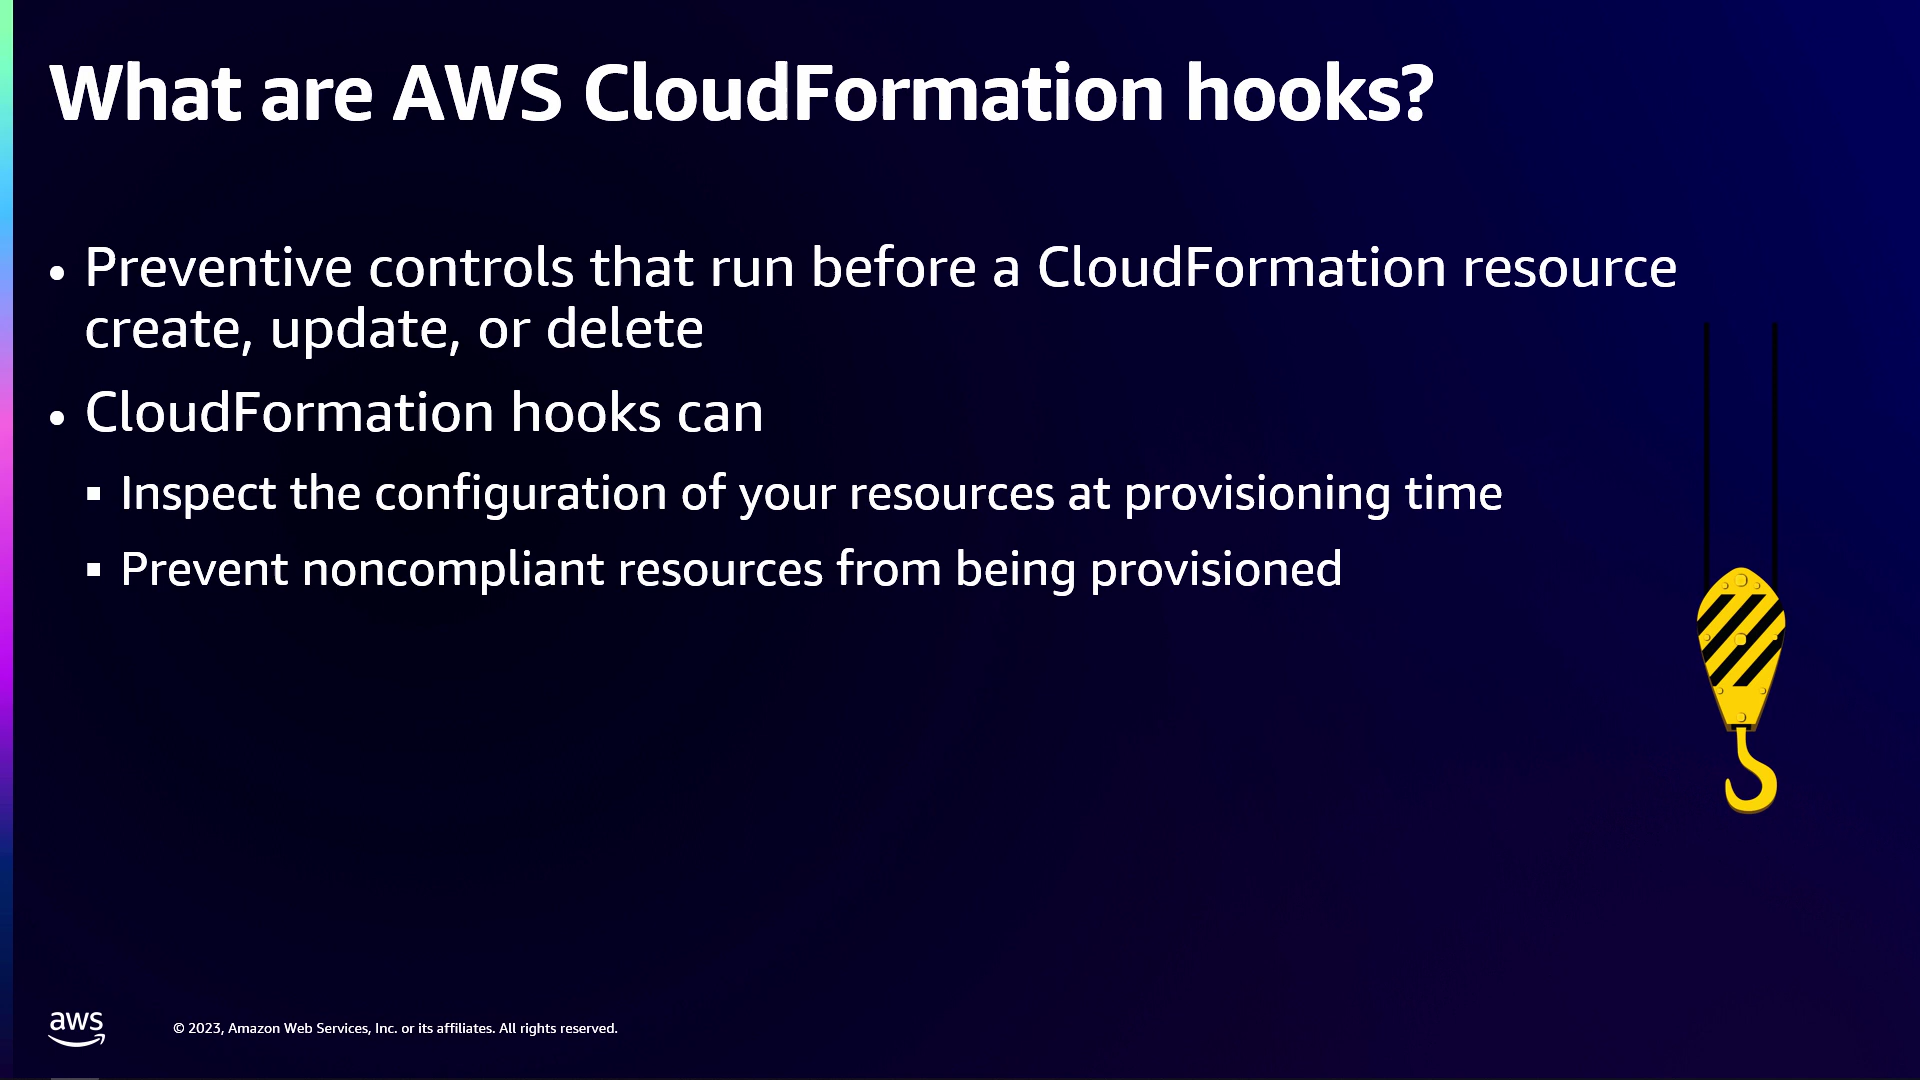 What are AWS CloudFormation hooks?
• Preventive controls that run before a CloudFormation resource
create, update, or delete
• CloudFormation hooks can
▪ Inspect the configuration of your resources at provisioning time
▪ Prevent noncompliant resources from being provisioned
aws
© 2023, Amazon Web Services, Inc. or its affiliates. All rights reserved.